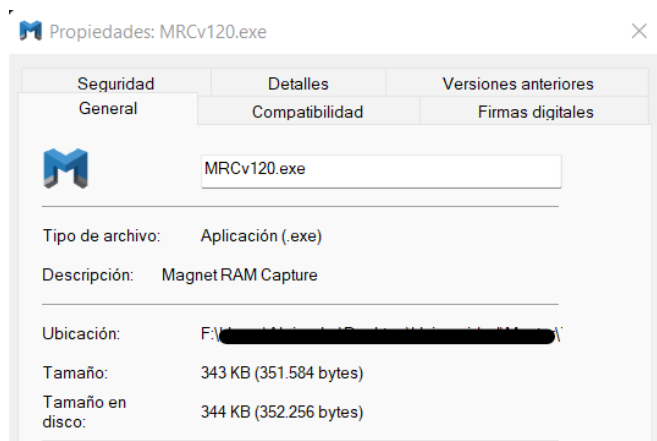 Propiedades: MRCv120.exe
Seguridad Detalles Versiones anteriores
General Compatibilidad Firmas digitales
MRCv120.exe
Tipo de archivo: Aplicación (.exe)
Descripción: Magnet RAM Capture
Ubicación: F:\
Tamaño: 343 KB (351.584 bytes)
Tamaño en
disco: 344 KB (352.256 bytes)